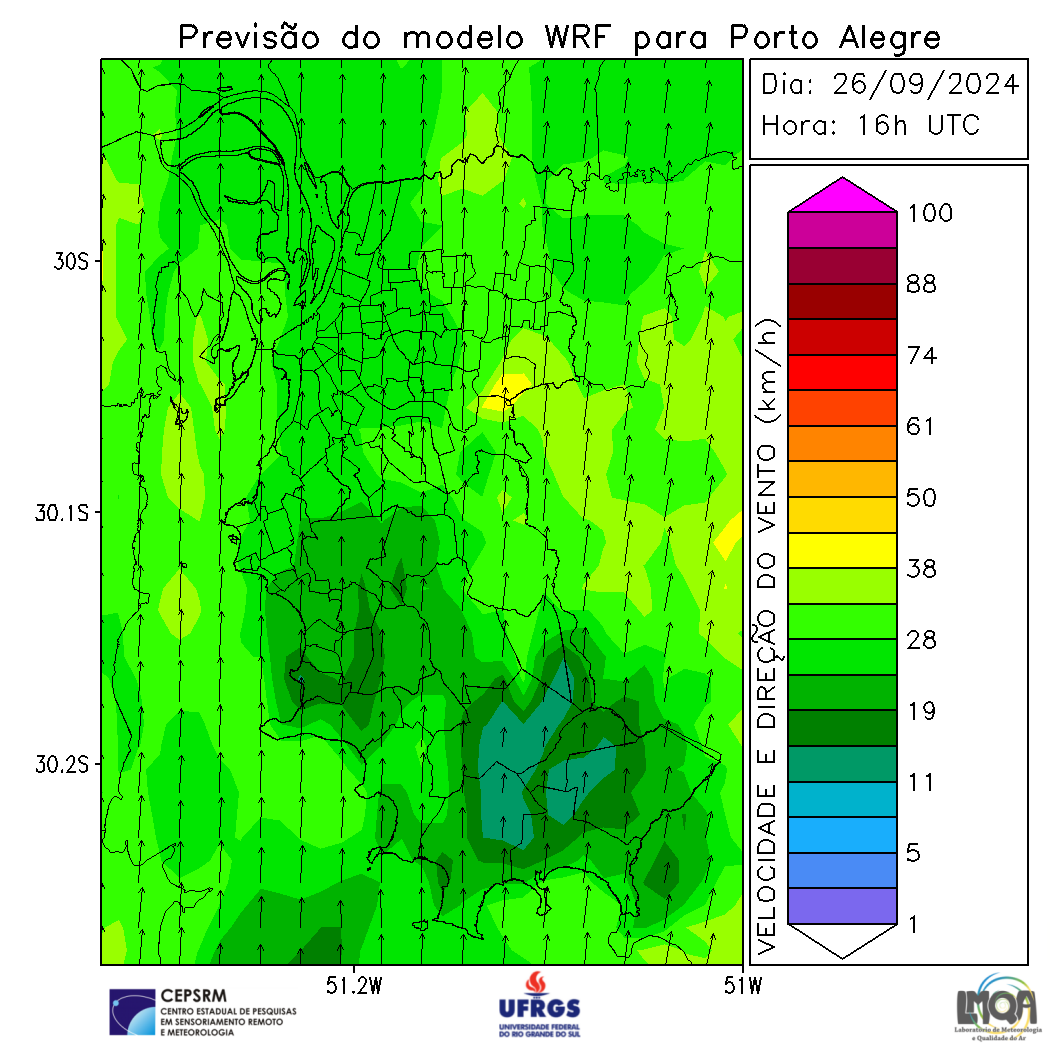 Previsão do modelo WRF para Porto Alegre
Dia: 26/09/2024
Hora: 16h UTC
30S
30.1S
30.2S
51.2W
51W
VELOCIDADE E DIREÇÃO DO VENTO (km/h)
100
88
74
61
50
38
28
19
11
5
1
CEPSRM
CENTRO ESTADUAL DE PESQUISAS
EM SENSORIAMENTO REMOTO
E METEOROLOGIA
UFRGS
UNIVERSIDADE FEDERAL
DO RIO GRANDE DO SUL
LMQA
Laboratório de Meteorologia
e Qualidade do Ar